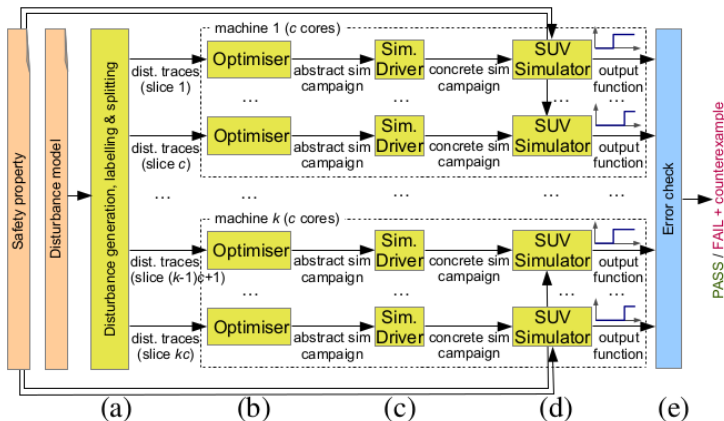 Safety property
Disturbance model
Disturbance generation, labelling & splitting
machine 1 (c cores)
dist. traces
(slice 1)
Optimiser
abstract sim
campaign
Sim.
Driver
concrete sim
campaign
SUV
Simulator
output
function
... ... ... ...
dist. traces
(slice c)
Optimiser
abstract sim
campaign
Sim.
Driver
concrete sim
campaign
SUV
Simulator
output
function
... ... ... ... ...
machine k (c cores)
dist. traces
(slice (k-1)c+1)
Optimiser
abstract sim
campaign
Sim.
Driver
concrete sim
campaign
SUV
Simulator
output
function
... ... ... ...
dist. traces
(slice kc)
Optimiser
abstract sim
campaign
Sim.
Driver
concrete sim
campaign
SUV
Simulator
output
function
Error check
PASS / FAIL + counterexample
(a) (b) (c) (d) (e)